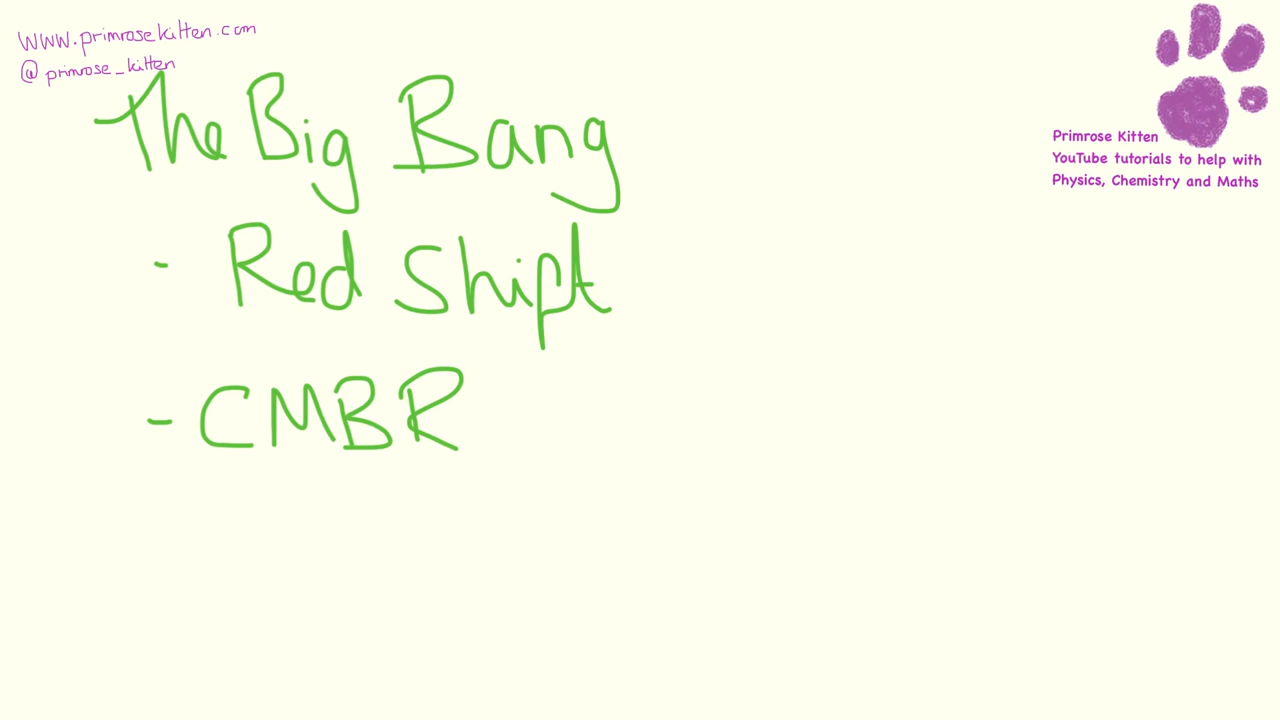 www.primrosekitten.com
@primrose_kitten
The Big Bang
- Red Shift
- CMBR
Primrose Kitten
YouTube tutorials to help with
Physics, Chemistry and Maths